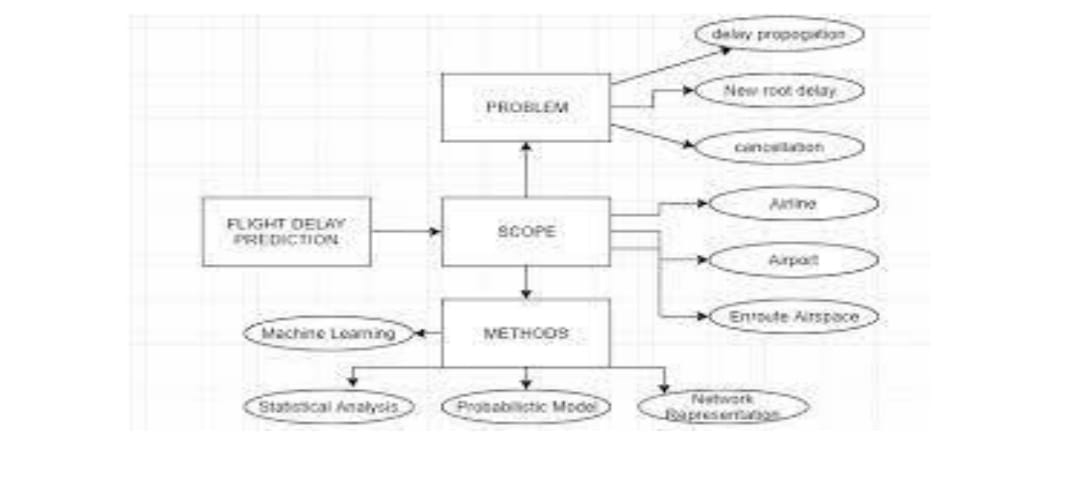 delay propogation
New root delay
PROBLEM
cancellation
Airline
FLIGHT DELAY
PREDICTION
SCOPE
Airport
Enroute Airspace
Machine Learning
METHODS
Statistical Analysis
Probabilistic Model
Network
Representation